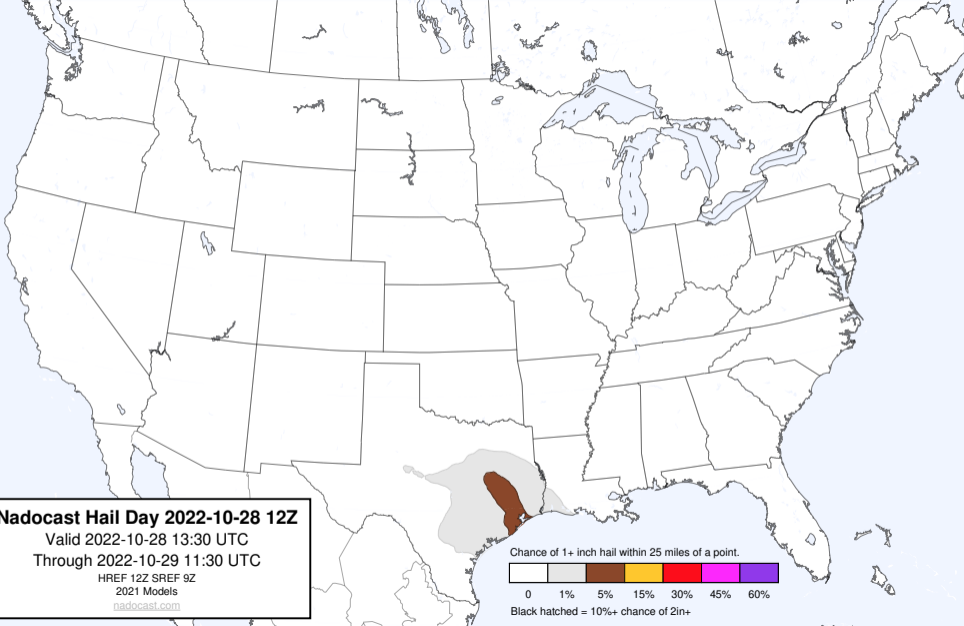 Nadocast Hail Day 2022-10-28 12Z
Valid 2022-10-28 13:30 UTC
Through 2022-10-29 11:30 UTC
HREF 12Z SREF 9Z
2021 Models
nadocast.com
Chance of 1+ inch hail within 25 miles of a point.
0 1% 5% 15% 30% 45% 60%
Black hatched = 10%+ chance of 2in+